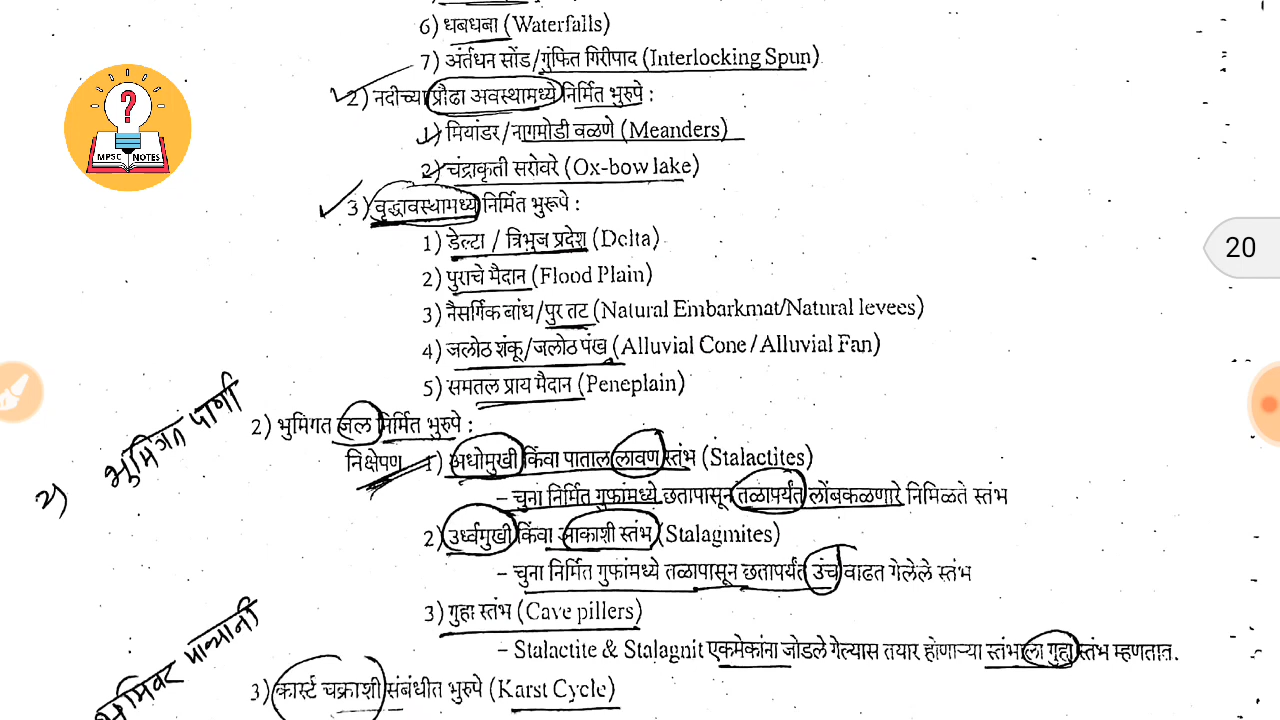 6) धबधबा (Waterfalls)
7) अंर्तधन सोंड/गुंफित गिरीपाद (Interlocking Spun)
MPSC NOTES
2) नदीच्या प्रौढा अवस्थामध्ये निर्मित भुरुपे :
1) मियांडर/नागमोडी वळणे (Meanders)
2) चंद्राकृती सरोवरे (Ox-bow lake)
3) वृद्धावस्थामध्ये निर्मित भुरूपे :
20
1) डेल्टा / त्रिभुज प्रदेश (Delta)
2) पुराचे मैदान (Flood Plain)
3) नैसर्गिक बांध/पुर तट (Natural Embarkmat/Natural levees)
4) जलोठ शंकू/जलोठ पंख (Alluvial Cone / Alluvial Fan)
5) समतल प्राय मैदान (Peneplain)
2) भुमिगत जल निर्मित भुरुपे :
२) भुमिगत पाणी
निक्षेपण 1) अधोमुखी किंवा पाताल लावण स्तंभ (Stalactites)
– चुना निर्मित गुफांमध्ये छतापासून तळापर्यंत लोंबकळणारे निमिळते स्तंभ
2) उर्ध्वमुखी किंवा आकाशी स्तंभ (Stalagmites)
– चुना निर्मित गुफांमध्ये तळापासून छतापर्यंत उंच वाढत गेलेले स्तंभ
3) गुहा स्तंभ (Cave pillers)
– Stalactite & Stalagnit एकमेकांना जोडले गेल्यास तयार होणाऱ्या स्तंभाला गुहा स्तंभ म्हणतात.
3) कार्स्ट चक्राशी संबंधीत भुरुपे (Karst Cycle)
भुमिवर पाण्यानी